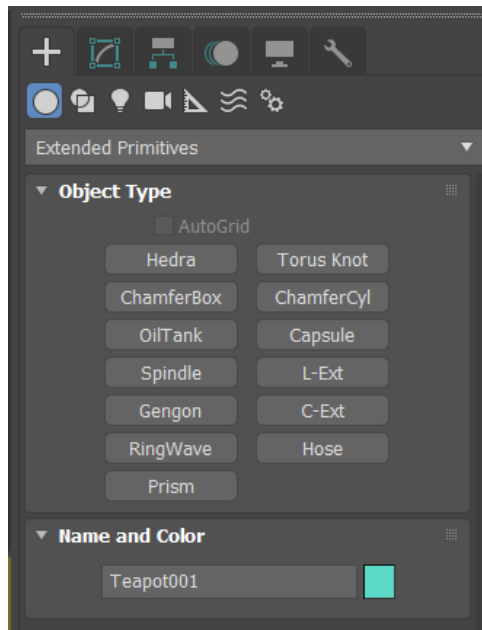 Extended Primitives
Object Type
AutoGrid
Hedra Torus Knot
ChamferBox ChamferCyl
OilTank Capsule
Spindle L-Ext
Gengon C-Ext
RingWave Hose
Prism
Name and Color
Teapot001